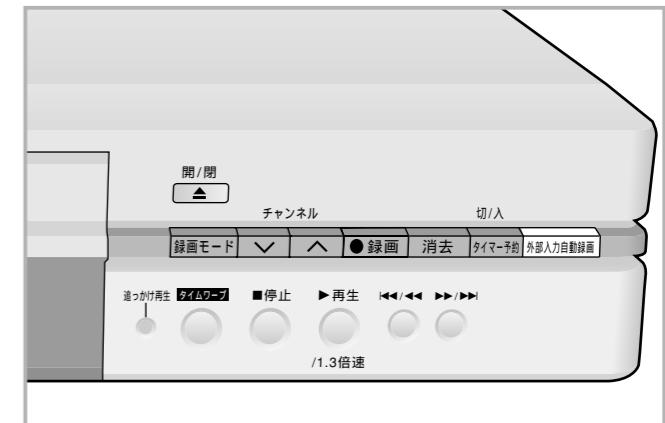 開/閉
チャンネル 切/入
録画モード ●録画 消去 タイマー予約 外部入力自動録画
追っかけ再生 タイムワープ ■停止 ▶再生 |◀◀/◀◀ ▶▶/▶▶|
/1.3倍速